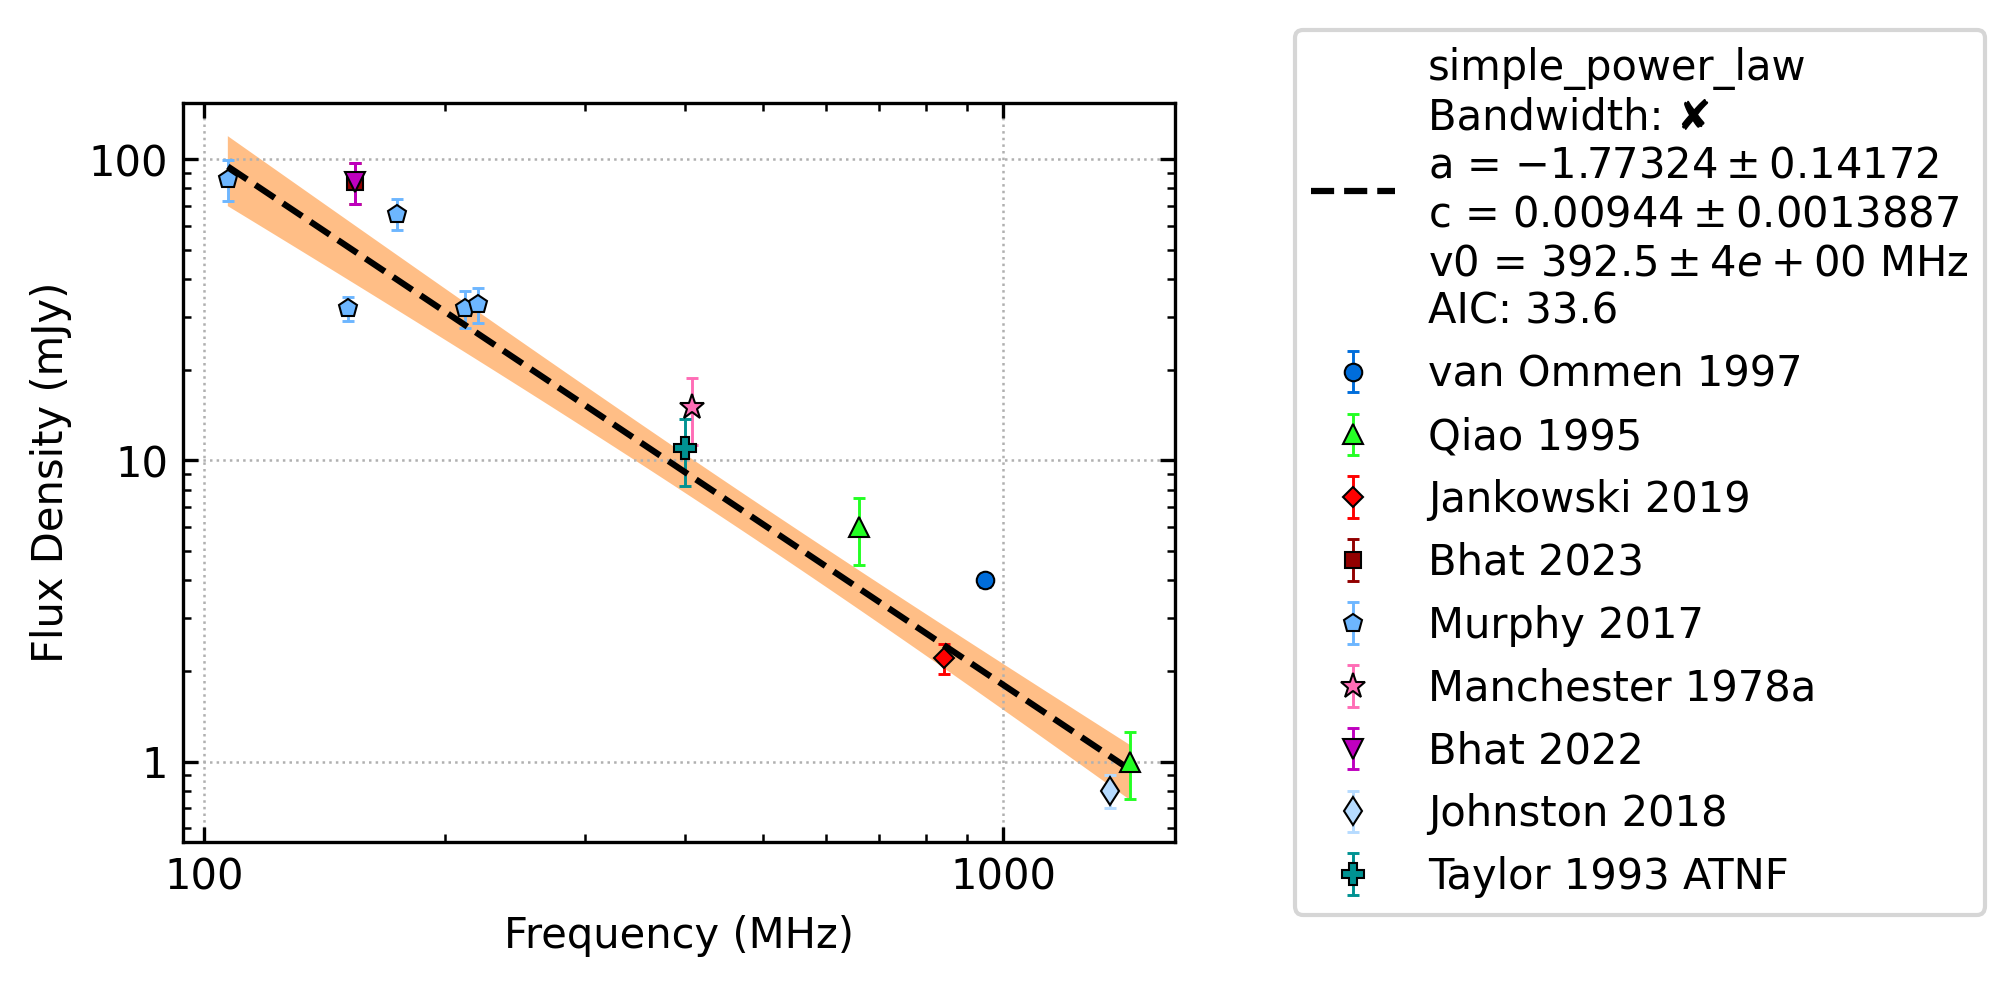 simple_power_law
Bandwidth: ✘
a = −1.77324 ± 0.14172
c = 0.00944 ± 0.0013887
v0 = 392.5 ± 4e + 00 MHz
AIC: 33.6
van Ommen 1997
Qiao 1995
Jankowski 2019
Bhat 2023
Murphy 2017
Manchester 1978a
Bhat 2022
Johnston 2018
Taylor 1993 ATNF
Flux Density (mJy)
100
10
1
100
1000
Frequency (MHz)